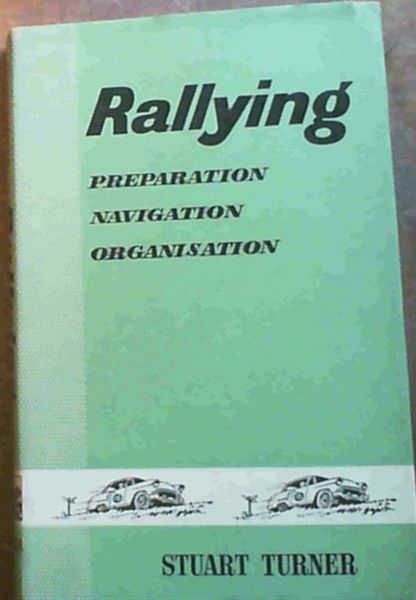 Rallying
PREPARATION
NAVIGATION
ORGANISATION
STUART TURNER